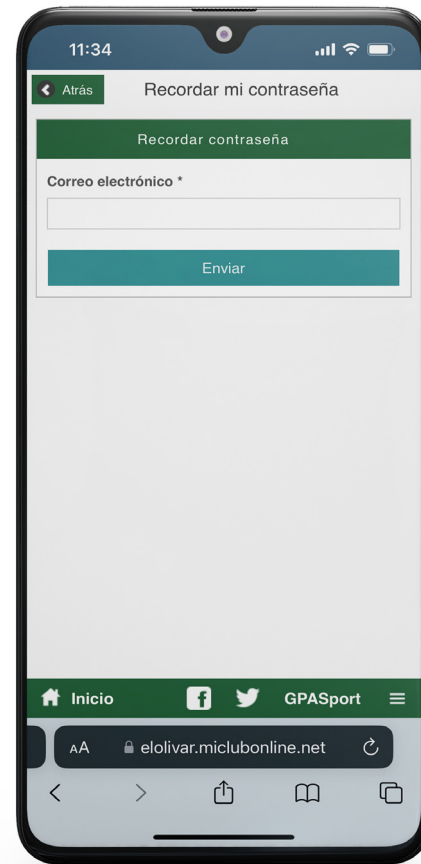 11:34
Atrás
Recordar mi contraseña
Recordar contraseña
Correo electrónico *
Enviar
Inicio
GPASport
AA
elolivar.miclubonline.net